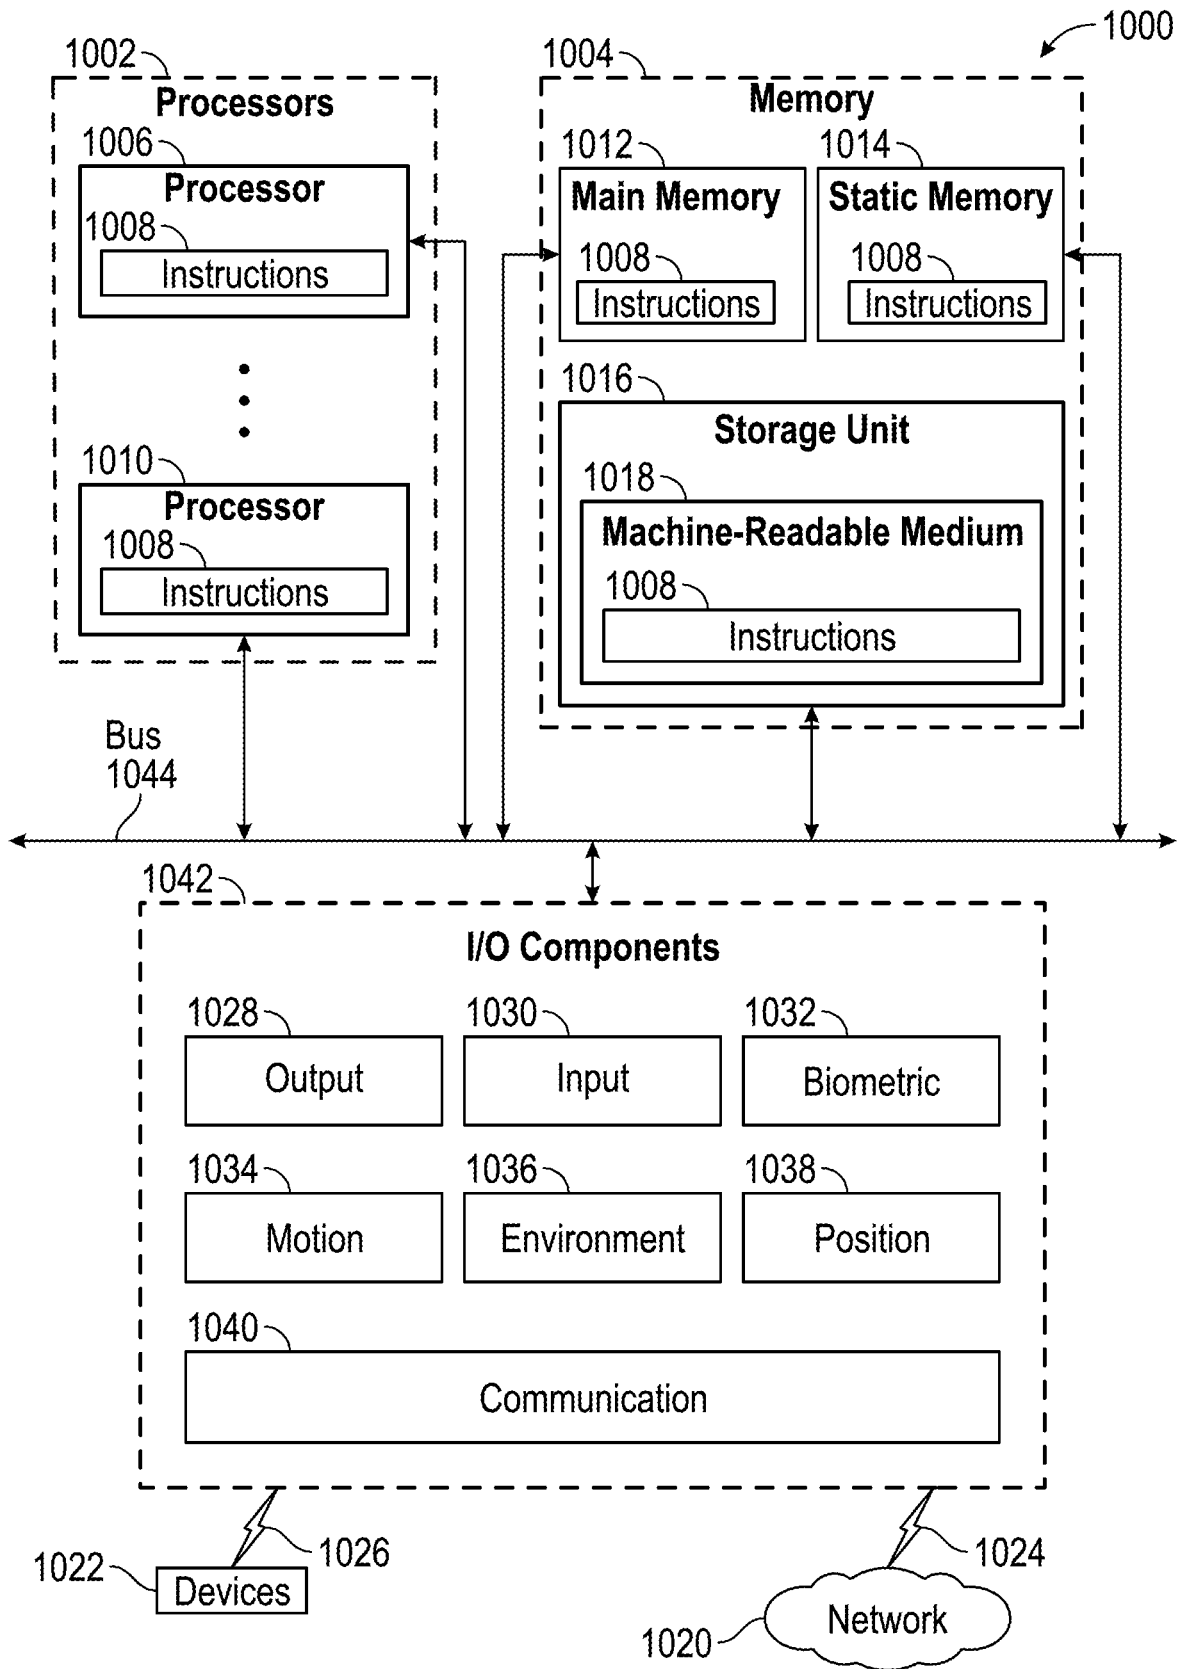 1000
1002
Processors
1006
Processor
1008
Instructions
1010
Processor
1008
Instructions
1004
Memory
1012
Main Memory
1008
Instructions
1014
Static Memory
1008
Instructions
1016
Storage Unit
1018
Machine-Readable Medium
1008
Instructions
Bus
1044
1042
I/O Components
1028
Output
1030
Input
1032
Biometric
1034
Motion
1036
Environment
1038
Position
1040
Communication
1026
1022
Devices
1024
1020
Network